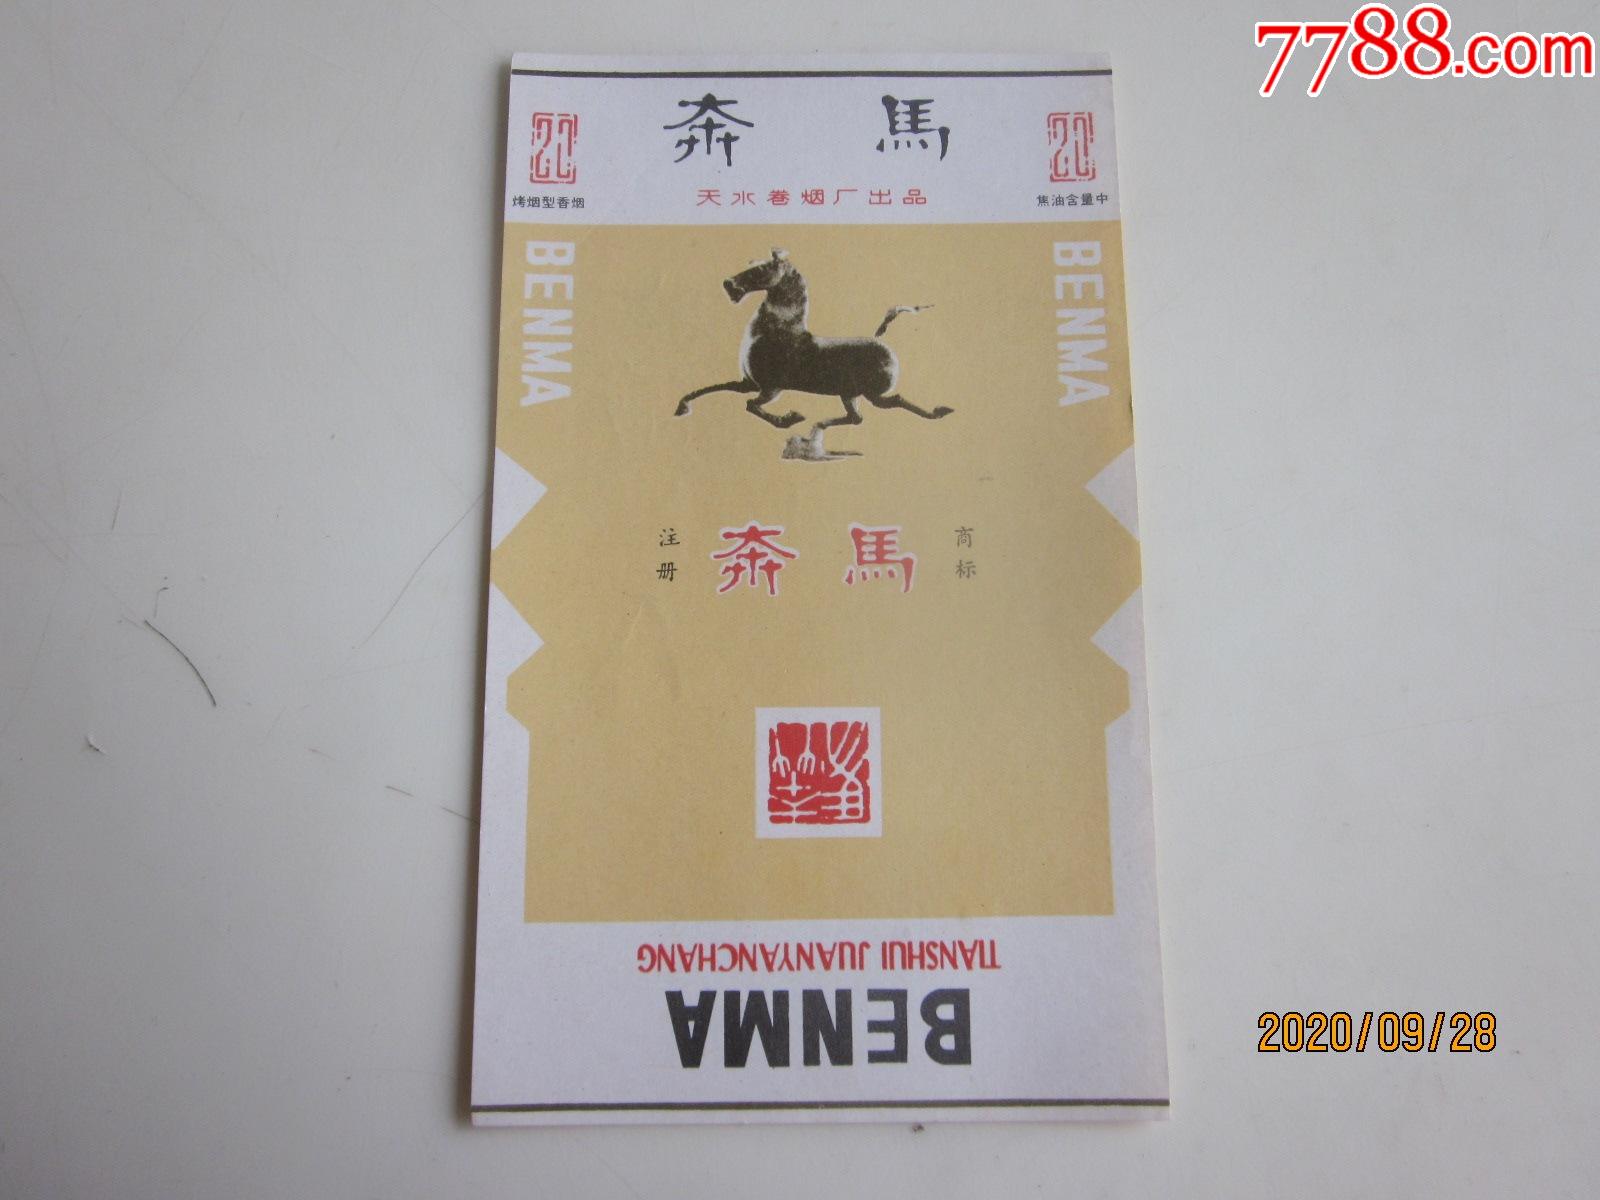 7788.com
奔馬
20
20
天水卷烟厂出品
烤烟型香烟
焦油含量中
BENMA
BENMA
注册
奔馬
商标
TIANSHUI JUANYANCHANG
BENMA
2020/09/28